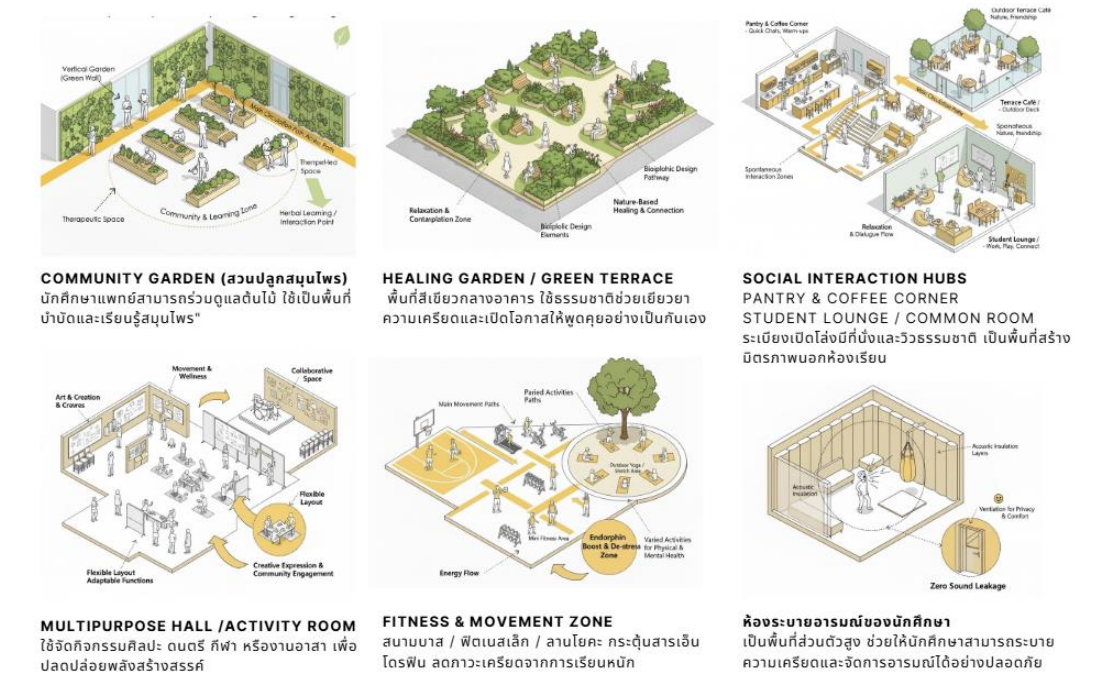 Vertical Garden
(Green Wall)
Main Circulation Path
Therapeutic Space
Community & Learning Zone
Space
Herbal Learning /
Interaction Point
COMMUNITY GARDEN (สวนปลูกสมุนไพร)
นักศึกษาแพทย์สามารถร่วมดูแลต้นไม้ ใช้เป็นพื้นที่
บำบัดและเรียนรู้สมุนไพร"
Relaxation &
Contarplation Zone
Bioiplolic Design
Elements
Nature-Based
Healing & Connection
Bioiplohic Design
Pathway
HEALING GARDEN / GREEN TERRACE
พื้นที่สีเขียวกลางอาคาร ใช้ธรรมชาติช่วยเยียวยา
ความเครียดและเปิดโอกาสให้พูดคุยอย่างเป็นกันเอง
Pantry & Coffee Corner
- Quick Chats, Warm-ups
Outdoor Terrace Café
Nature, Friendship
Terrace Café /
- Outdoor Deck
Spontaneous
Nature, friendship
Spontaneous
Interaction Zones
Relaxation
& Dialugue Flow
Student Lounge /
- Work, Play, Connect
SOCIAL INTERACTION HUBS
PANTRY & COFFEE CORNER
STUDENT LOUNGE / COMMON ROOM
ระเบียงเปิดโล่งมีที่นั่งและวิวธรรมชาติ เป็นพื้นที่สร้าง
มิตรภาพนอกห้องเรียน
Movement &
Wellness
Collaborative
Space
Art & Creation
& Cravres
Flexible
Layout
Flexible Layout
Adaptable Functions
Creative Expression &
Community Engagement
MULTIPURPOSE HALL /ACTIVITY ROOM
ใช้จัดกิจกรรมศิลปะ ดนตรี กีฬา หรืองานอาสา เพื่อ
ปลดปล่อยพลังสร้างสรรค์
Main Movement Paths
Paried Activities
Paths
Outdoor Yoga /
Stretch Area
Mini Fitness Area
Endorphin
Boost & De-stress
Zone
Varied Activities
for Physical &
Mental Health
Energy Flow
FITNESS & MOVEMENT ZONE
สนามบาส / ฟิตเนสเล็ก / ลานโยคะ กระตุ้นสารเอ็น
โดรฟิน ลดภาวะเครียดจากการเรียนหนัก
Acoustic Insulation
Layers
Acoustic
Insulation
Ventiation for Privacy
& Comfort
Zero Sound Leakage
ห้องระบายอารมณ์ของนักศึกษา
เป็นพื้นที่ส่วนตัวสูง ช่วยให้นักศึกษาสามารถระบาย
ความเครียดและจัดการอารมณ์ได้อย่างปลอดภัย